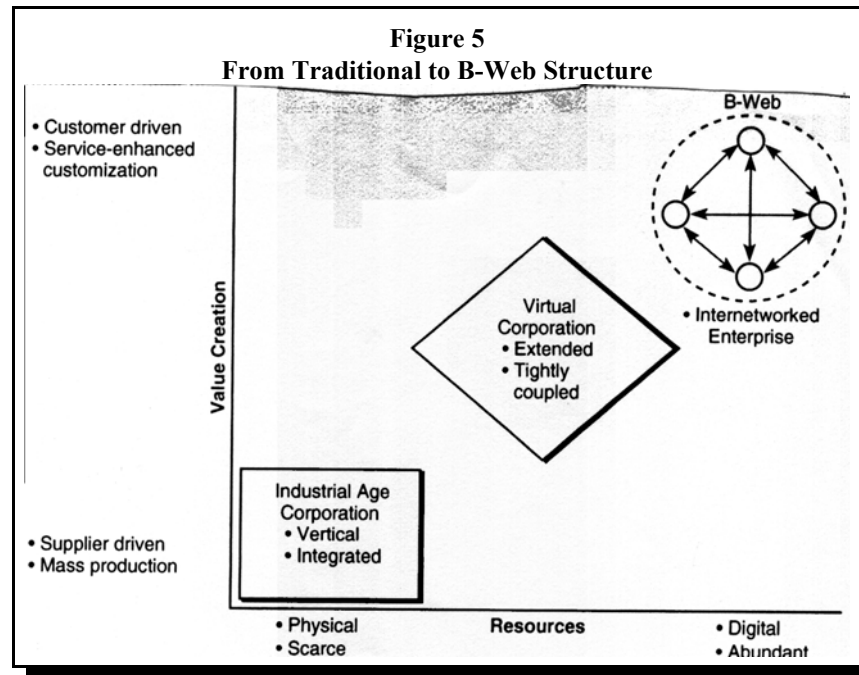 Figure 5
From Traditional to B-Web Structure
• Customer driven
• Service-enhanced
customization
B-Web
Value Creation
Virtual
Corporation
• Extended
• Tightly
coupled
• Internetworked
Enterprise
Industrial Age
Corporation
• Vertical
• Integrated
• Supplier driven
• Mass production
• Physical
• Scarce
Resources
• Digital
• Abundant